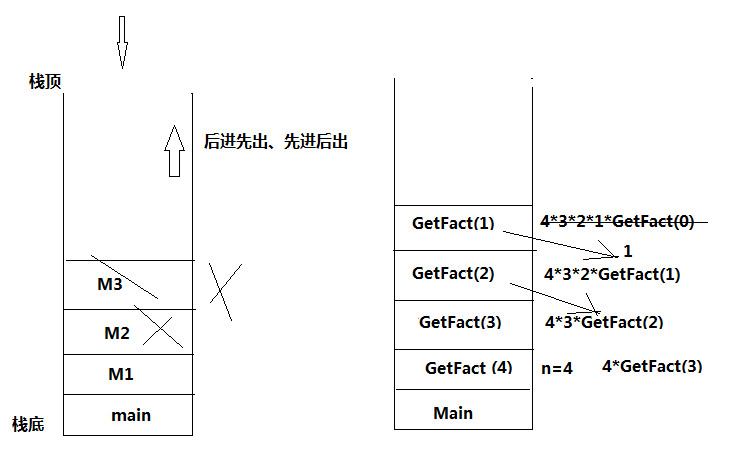 栈顶
后进先出、先进后出
M3
M2
M1
main
栈底
GetFact(1) 4*3*2*1*GetFact(0)
1
GetFact(2) 4*3*2*GetFact(1)
GetFact(3) 4*3*GetFact(2)
GetFact (4) n=4 4*GetFact(3)
Main